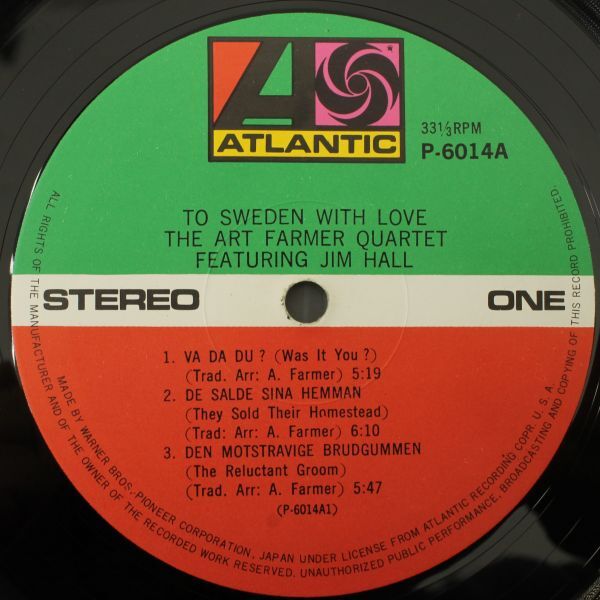 ATLANTIC
33⅓RPM
P-6014A
TO SWEDEN WITH LOVE
THE ART FARMER QUARTET
FEATURING JIM HALL
STEREO
ONE
1. VA DA DU ? (Was It You ?)
(Trad. Arr: A. Farmer) 5:19
2. DE SALDE SINA HEMMAN
(They Sold Their Homestead)
(Trad: Arr: A. Farmer) 6:10
3. DEN MOTSTRAVIGE BRUDGUMMEN
(The Reluctant Groom)
(Trad. Arr: A. Farmer) 5:47
(P-6014A1)
MADE BY WARNER BROS.-PIONEER CORPORATION, JAPAN UNDER LICENSE FROM ATLANTIC RECORDING COPR U. S. A.
ALL RIGHTS OF THE MANUFACTURER AND OF THE OWNER OF THE RECORDED WORK RESERVED. UNAUTHORIZED PUBLIC PERFORMANCE, BROADCASTING AND COPYING OF THIS RECORD PROHIBITED.